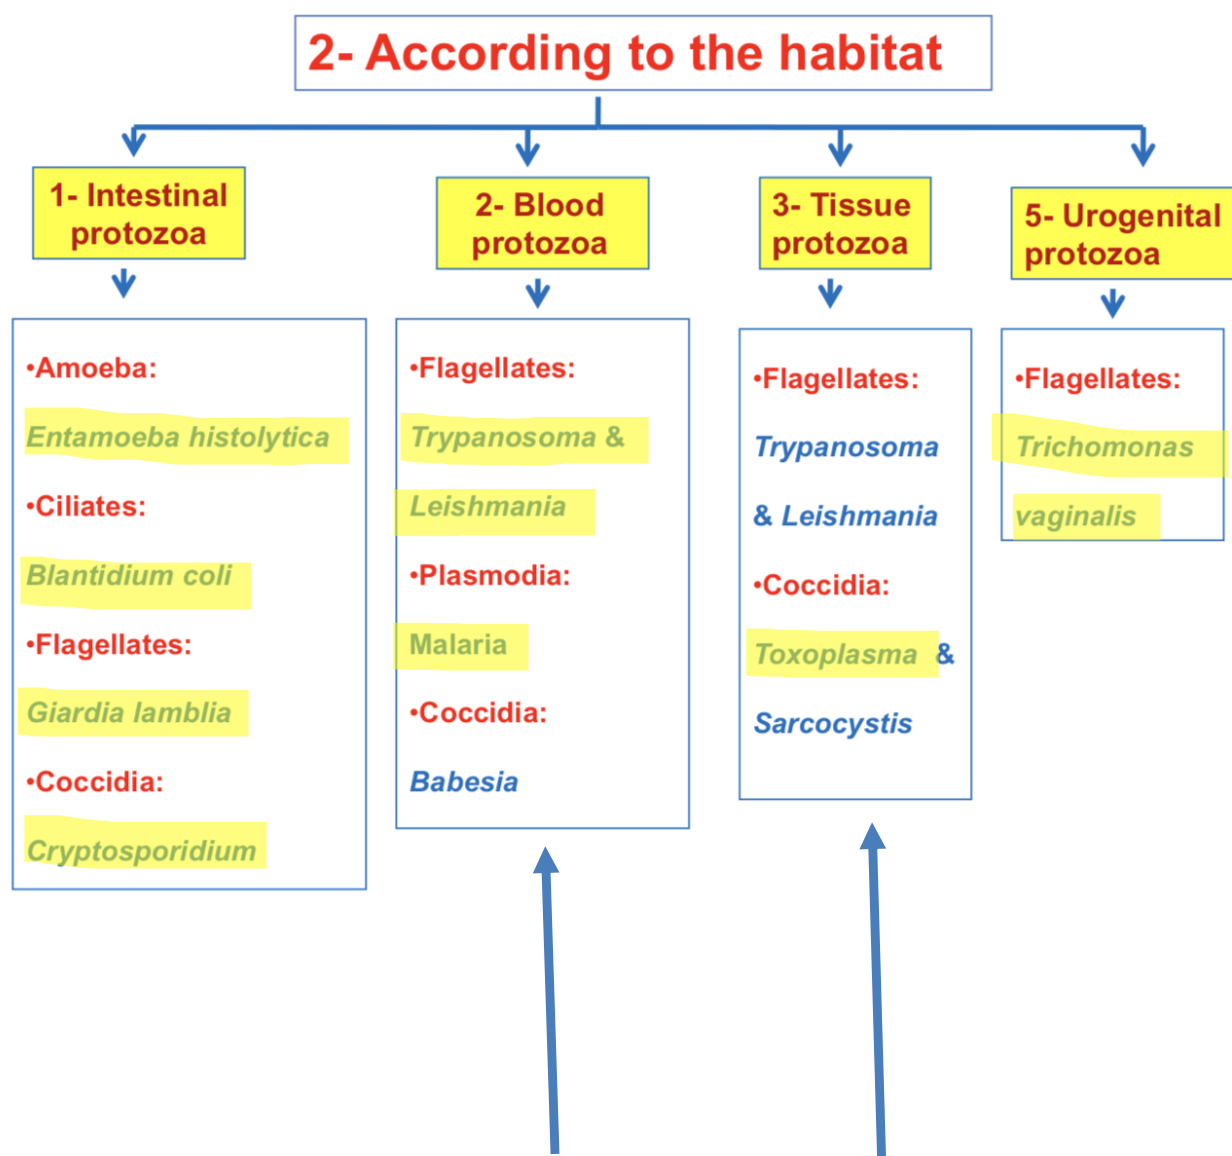 2- According to the habitat
1- Intestinal
protozoa
•Amoeba:
Entamoeba histolytica
•Ciliates:
Blantidium coli
•Flagellates:
Giardia lamblia
•Coccidia:
Cryptosporidium
2- Blood
protozoa
•Flagellates:
Trypanosoma &
Leishmania
•Plasmodia:
Malaria
•Coccidia:
Babesia
3- Tissue
protozoa
•Flagellates:
Trypanosoma
& Leishmania
•Coccidia:
Toxoplasma &
Sarcocystis
5- Urogenital
protozoa
•Flagellates:
Trichomonas
vaginalis